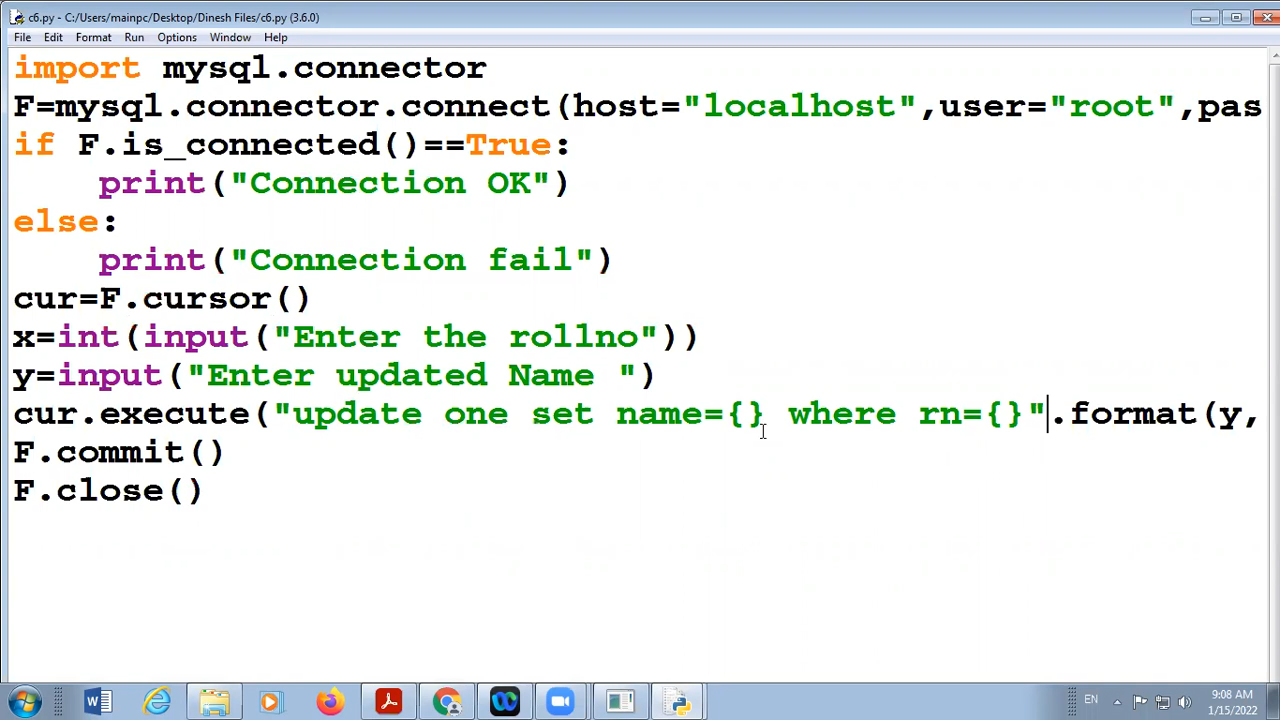 c6.py - C:/Users/mainpc/Desktop/Dinesh Files/c6.py (3.6.0)
File Edit Format Run Options Window Help
import mysql.connector
F=mysql.connector.connect(host="localhost",user="root",pas
if F.is_connected()==True:
print("Connection OK")
else:
print("Connection fail")
cur=F.cursor()
x=int(input("Enter the rollno"))
y=input("Enter updated Name ")
cur.execute("update one set name={} where rn={}".format(y,
F.commit()
F.close()
EN
9:08 AM
1/15/2022